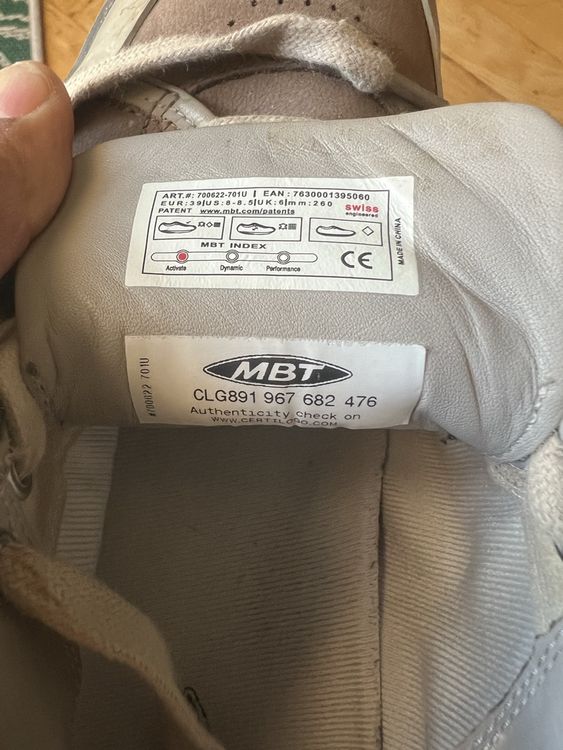 ART.#: 700622-701U | EAN : 7630001395060
EUR: 39|US: 8-8.5|UK: 6|mm: 260
PATENT www.mbt.com/patents
swiss
engineered
MBT INDEX
Activate Dynamic Performance
CE
MADE IN CHINA
#700622 701U
MBT
CLG891 967 682 476
Authenticity check on
WWW.CERTILOGO.COM